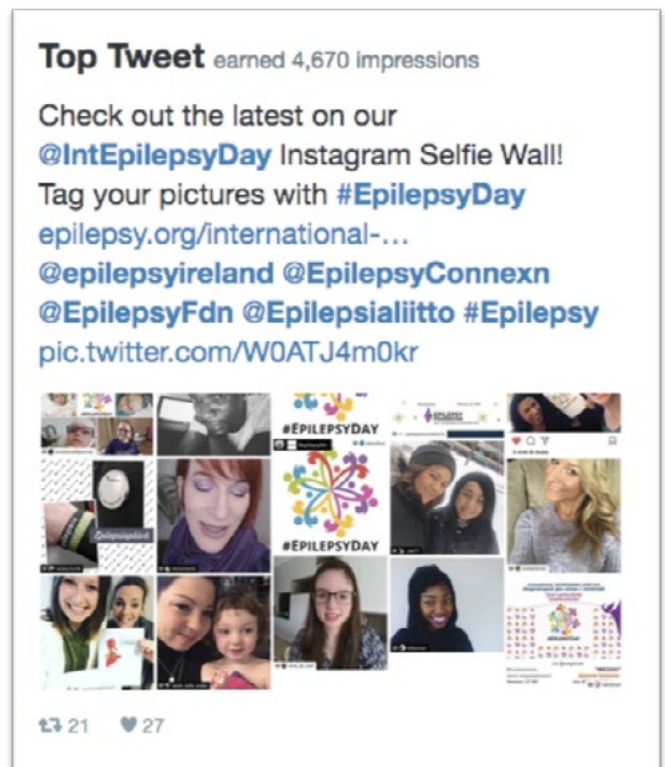 Top Tweet earned 4,670 impressions
Check out the latest on our
@IntEpilepsyDay Instagram Selfie Wall!
Tag your pictures with #EpilepsyDay
epilepsy.org/international-…
@epilepsyireland @EpilepsyConnexn
@EpilepsyFdn @Epilepsialiitto #Epilepsy
pic.twitter.com/W0ATJ4m0kr
#EPILEPSYDAY
#EPILEPSYDAY
21 27